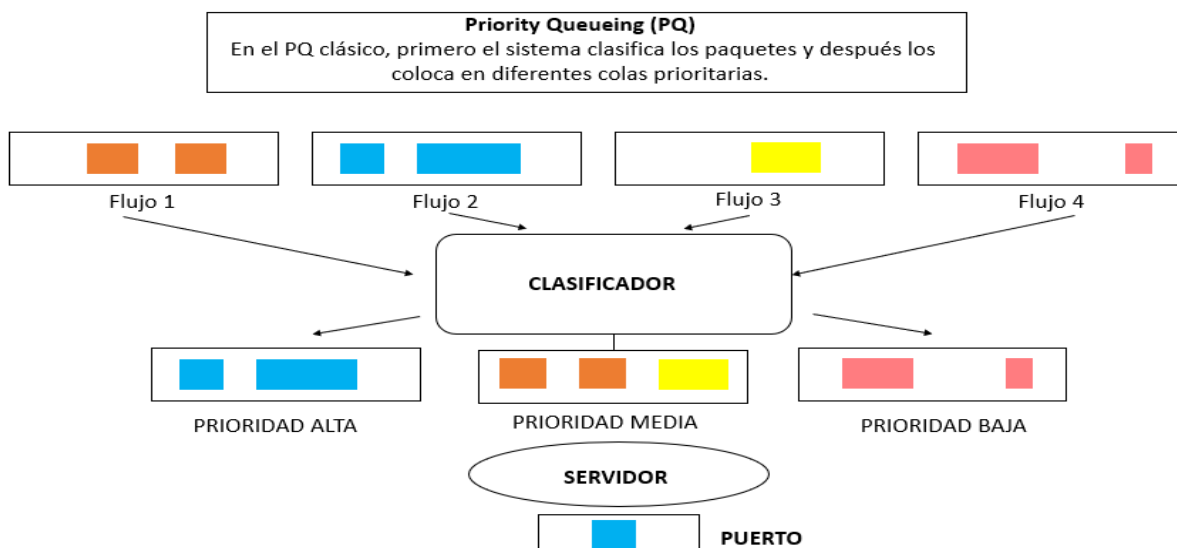 Priority Queueing (PQ)
En el PQ clásico, primero el sistema clasifica los paquetes y después los
coloca en diferentes colas prioritarias.
Flujo 1
Flujo 2
Flujo 3
Flujo 4
CLASIFICADOR
PRIORIDAD ALTA
PRIORIDAD MEDIA
PRIORIDAD BAJA
SERVIDOR
PUERTO